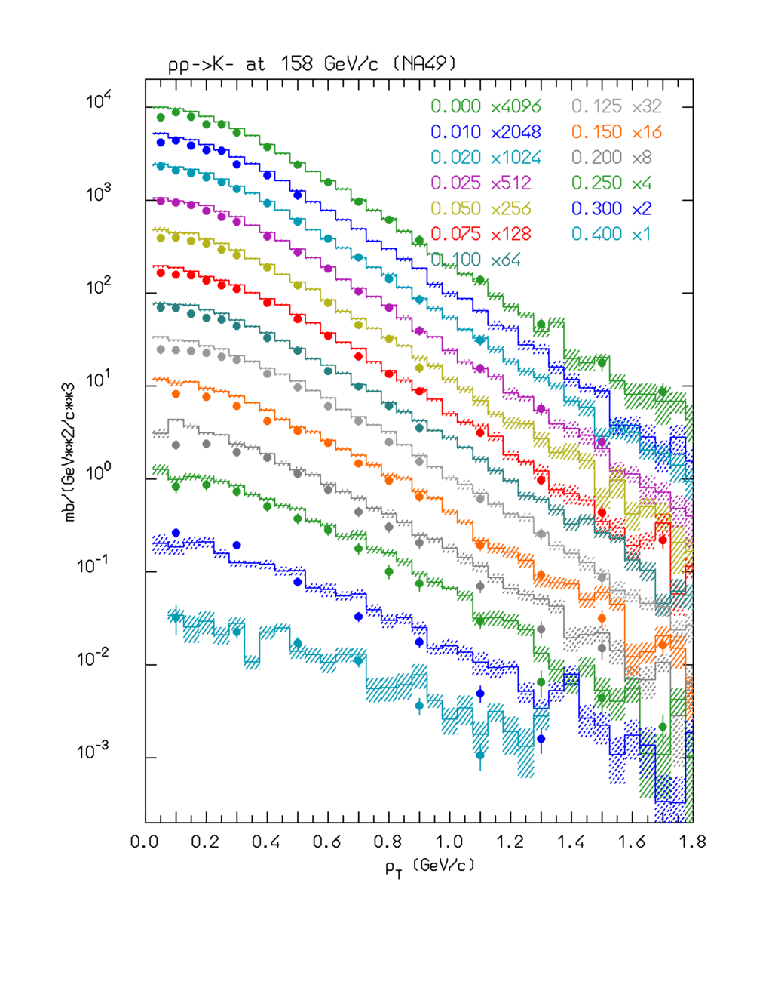 pp->K- at 158 GeV/c (NA49)
10^4
10^3
10^2
10^1
10^0
10^-1
10^-2
10^-3
mb/(GeV**2/c**3
0.000 x4096
0.010 x2048
0.020 x1024
0.025 x512
0.050 x256
0.075 x128
0.100 x64
0.125 x32
0.150 x16
0.200 x8
0.250 x4
0.300 x2
0.400 x1
0.0 0.2 0.4 0.6 0.8 1.0 1.2 1.4 1.6 1.8
p_T (GeV/c)